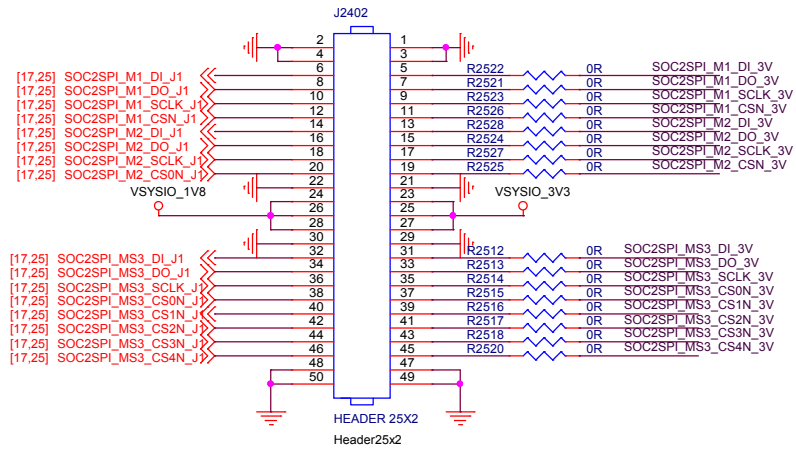 J2402
2 1
4 3
[17,25] SOC2SPI_M1_DI_J1 6 5 R2522 0R SOC2SPI_M1_DI_3V
[17,25] SOC2SPI_M1_DO_J1 8 7 R2521 0R SOC2SPI_M1_DO_3V
[17,25] SOC2SPI_M1_SCLK_J1 10 9 R2523 0R SOC2SPI_M1_SCLK_3V
[17,25] SOC2SPI_M1_CSN_J1 12 11 R2526 0R SOC2SPI_M1_CSN_3V
[17,25] SOC2SPI_M2_DI_J1 14 13 R2528 0R SOC2SPI_M2_DI_3V
[17,25] SOC2SPI_M2_DO_J1 16 15 R2524 0R SOC2SPI_M2_DO_3V
[17,25] SOC2SPI_M2_SCLK_J1 18 17 R2527 0R SOC2SPI_M2_SCLK_3V
[17,25] SOC2SPI_M2_CS0N_J1 20 19 R2525 0R SOC2SPI_M2_CSN_3V
22 21
VSYSIO_1V8 24 23 VSYSIO_3V3
26 25
28 27
30 29
[17,25] SOC2SPI_MS3_DI_J1 32 31 R2512 0R SOC2SPI_MS3_DI_3V
[17,25] SOC2SPI_MS3_DO_J1 34 33 R2513 0R SOC2SPI_MS3_DO_3V
[17,25] SOC2SPI_MS3_SCLK_J1 36 35 R2514 0R SOC2SPI_MS3_SCLK_3V
[17,25] SOC2SPI_MS3_CS0N_J1 38 37 R2515 0R SOC2SPI_MS3_CS0N_3V
[17,25] SOC2SPI_MS3_CS1N_J1 40 39 R2516 0R SOC2SPI_MS3_CS1N_3V
[17,25] SOC2SPI_MS3_CS2N_J1 42 41 R2517 0R SOC2SPI_MS3_CS2N_3V
[17,25] SOC2SPI_MS3_CS3N_J1 44 43 R2518 0R SOC2SPI_MS3_CS3N_3V
[17,25] SOC2SPI_MS3_CS4N_J1 46 45 R2520 0R SOC2SPI_MS3_CS4N_3V
48 47
50 49
HEADER 25X2
Header25x2